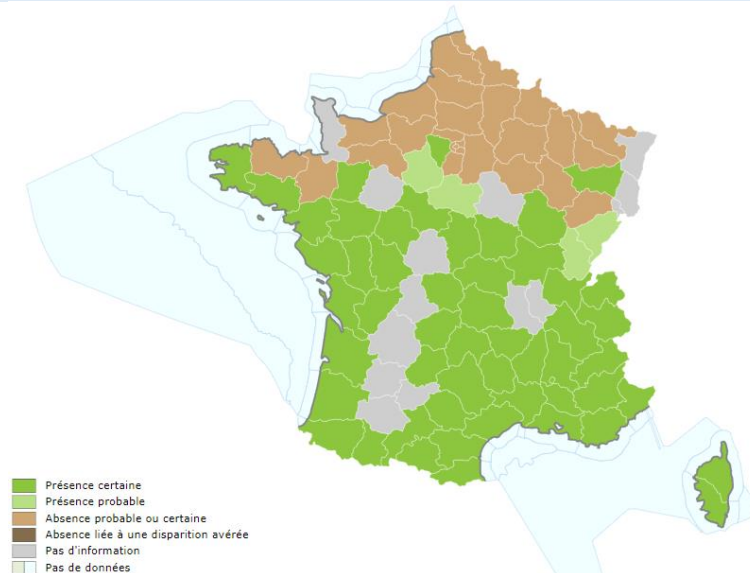 Présence certaine
Présence probable
Absence probable ou certaine
Absence liée à une disparition avérée
Pas d'information
Pas de données